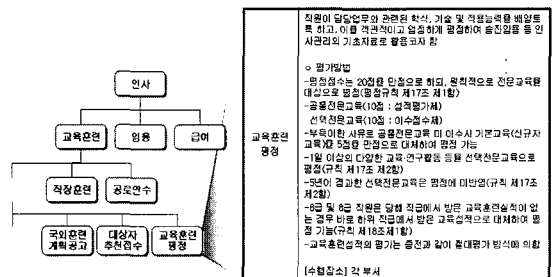 인사
교육훈련
임용
급여
직장훈련
공로연수
국외훈련
계획공고
대상자
추천접수
교육훈련
평정
교육훈련
평정
직원이 담당업무와 관련된 학식, 기술 및 적용능력을 배양토
록 하고, 이를 객관적이고 엄정하게 평정하여 승진임용 등 인
사관리의 기초자료로 활용코자 함
○ 평가방법
-평정점수는 20점을 만점으로 하되, 원칙적으로 전문교육을
대상으로 평정(평정규칙 제17조 제1항)
-공통전문교육(10점 : 성적평가제)
선택전문교육(10점 : 이수점수제)
-부득이한 사유로 공통전문교육 미 이수시 기본교육(신규자
교육)을 5점을 만점으로 대체하여 평정 가능
-1일 이상의 다양한 교육·연구활동 등을 선택전문교육으로
평정(규칙 제17조 제2항)
-5년이 경과한 선택전문교육은 평정에 미반영(규칙 제17조
제2항)
-6급 및 8급 직원은 당해 직급에서 받은 교육훈련실적이 없
는 경우 바로 하위 직급에서 받은 교육성적으로 대체하여 평
정 가능(규칙 제18조제1항)
-교육훈련성적의 평가는 종전과 같이 절대평가 방식에 의함
[수행장소] 각 부서